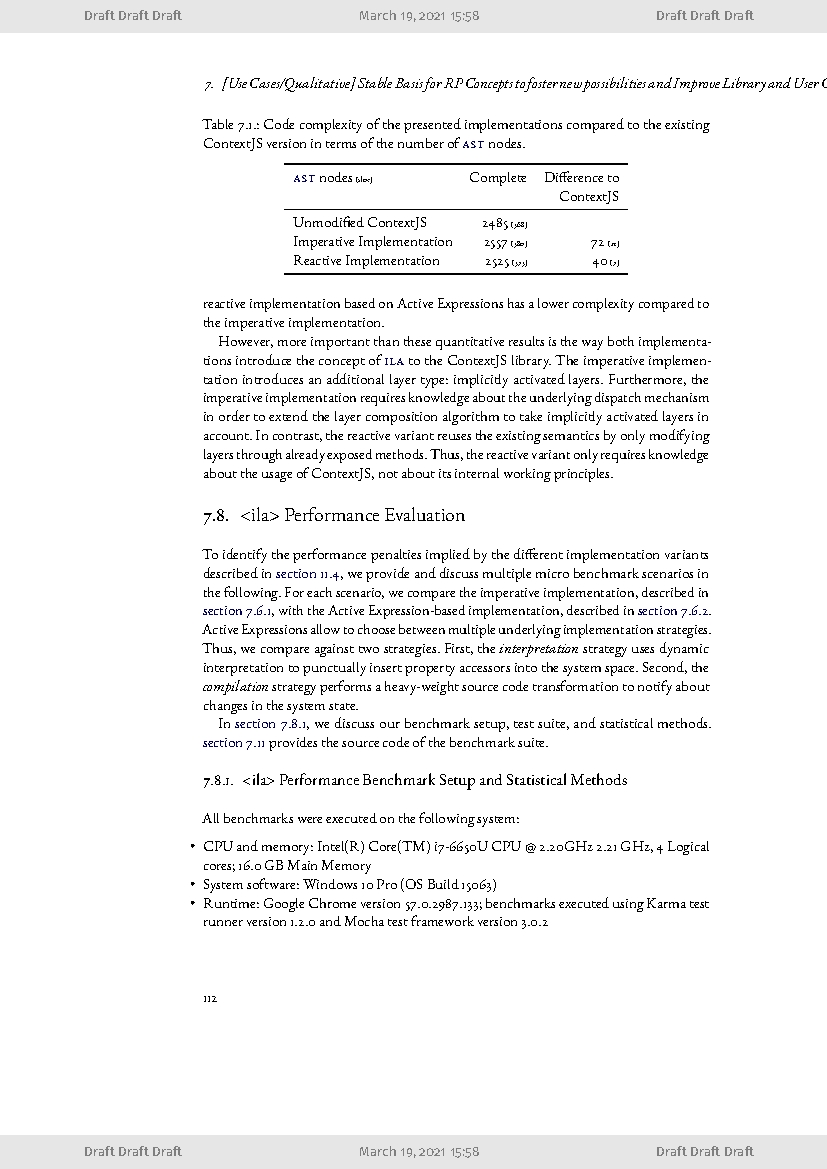 Draft Draft Draft March 19, 2021 15:58 Draft Draft Draft
7. [Use Cases/Qualitative] Stable Basis for RP Concepts to foster new possibilities and Improve Library and User C
Table 7.1.: Code complexity of the presented implementations compared to the existing
ContextJS version in terms of the number of AST nodes.
AST nodes [sloc] Complete Difference to
ContextJS
Unmodified ContextJS 2485 [368]
Imperative Implementation 2557 [380] 72 [12]
Reactive Implementation 2525 [375] 40 [7]
reactive implementation based on Active Expressions has a lower complexity compared to
the imperative implementation.
However, more important than these quantitative results is the way both implementa-
tions introduce the concept of ILA to the ContextJS library. The imperative implemen-
tation introduces an additional layer type: implicitly activated layers. Furthermore, the
imperative implementation requires knowledge about the underlying dispatch mechanism
in order to extend the layer composition algorithm to take implicitly activated layers in
account. In contrast, the reactive variant reuses the existing semantics by only modifying
layers through already exposed methods. Thus, the reactive variant only requires knowledge
about the usage of ContextJS, not about its internal working principles.
7.8. <ila> Performance Evaluation
To identify the performance penalties implied by the different implementation variants
described in section 11.4, we provide and discuss multiple micro benchmark scenarios in
the following. For each scenario, we compare the imperative implementation, described in
section 7.6.1, with the Active Expression-based implementation, described in section 7.6.2.
Active Expressions allow to choose between multiple underlying implementation strategies.
Thus, we compare against two strategies. First, the interpretation strategy uses dynamic
interpretation to punctually insert property accessors into the system space. Second, the
compilation strategy performs a heavy-weight source code transformation to notify about
changes in the system state.
In section 7.8.1, we discuss our benchmark setup, test suite, and statistical methods.
section 7.11 provides the source code of the benchmark suite.
7.8.1. <ila> Performance Benchmark Setup and Statistical Methods
All benchmarks were executed on the following system:
• CPU and memory: Intel(R) Core(TM) i7-6650U CPU @ 2.20GHz 2.21 GHz, 4 Logical
cores; 16.0 GB Main Memory
• System software: Windows 10 Pro (OS Build 15063)
• Runtime: Google Chrome version 57.0.2987.133; benchmarks executed using Karma test
runner version 1.2.0 and Mocha test framework version 3.0.2
112
Draft Draft Draft March 19, 2021 15:58 Draft Draft Draft